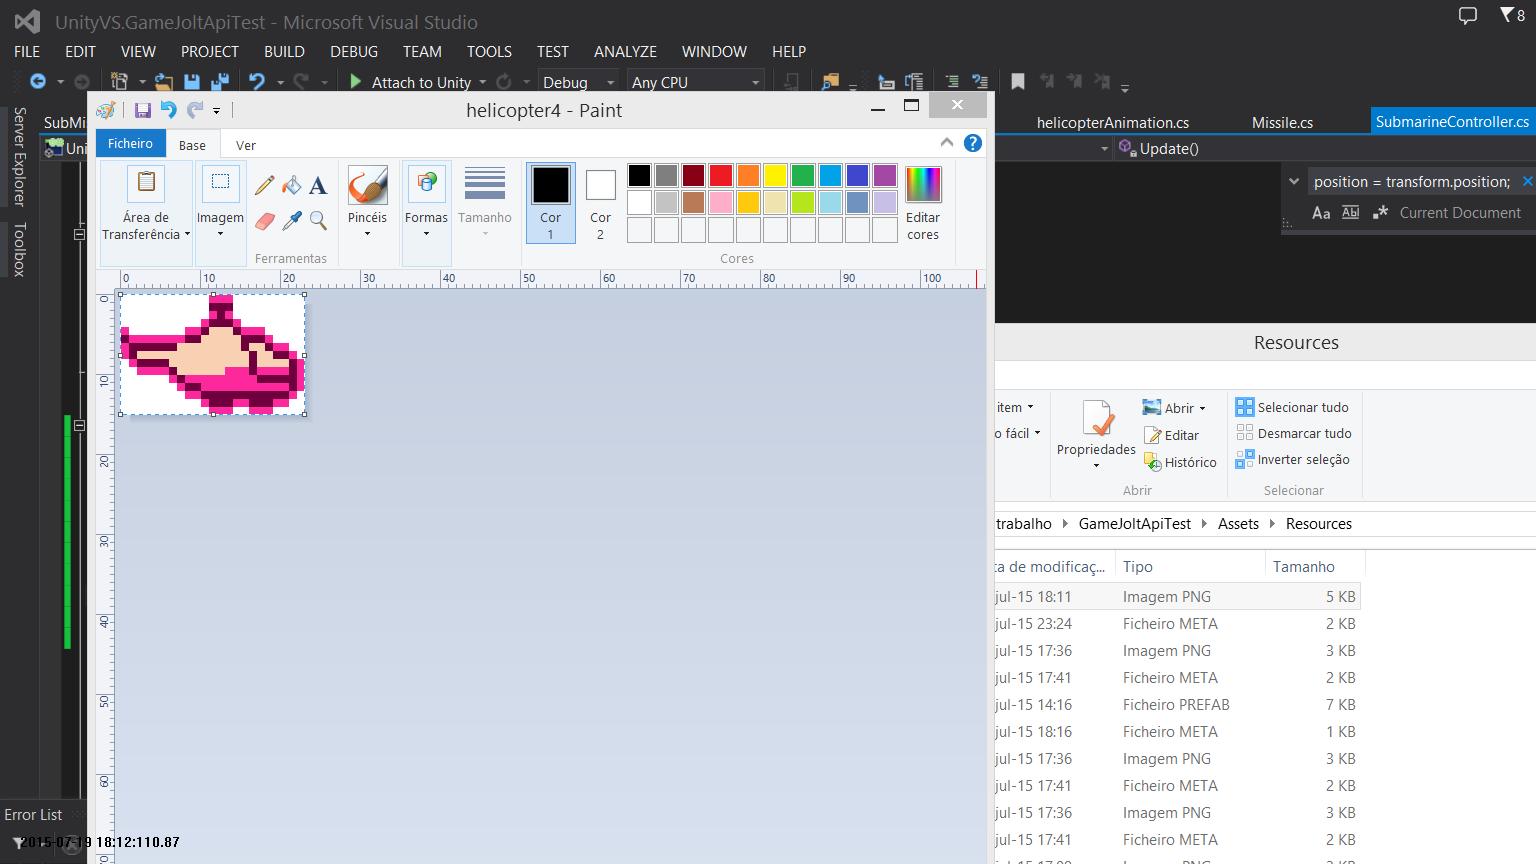 UnityVS.GameJoltApiTest - Microsoft Visual Studio
8
FILE EDIT VIEW PROJECT BUILD DEBUG TEAM TOOLS TEST ANALYZE WINDOW HELP
Attach to Unity Debug Any CPU
Server Explorer
Toolbox
helicopter4 - Paint
Ficheiro Base Ver
Área de Transferência
Imagem
Ferramentas
Pincéis
Formas
Tamanho
Cor 1
Cor 2
Editar cores
Cores
0 10 20 30 40 50 60 70 80 90 100
0
10
20
30
40
50
60
helicopterAnimation.cs Missile.cs SubmarineController.cs
Update()
position = transform.position;
Aa Abl Current Document
Resources
item
o fácil
Propriedades
Abrir
Editar
Histórico
Abrir
Selecionar tudo
Desmarcar tudo
Inverter seleção
Selecionar
trabalho GameJoltApiTest Assets Resources
ta de modificaç... Tipo Tamanho
jul-15 18:11 Imagem PNG 5 KB
jul-15 23:24 Ficheiro META 2 KB
jul-15 17:36 Imagem PNG 3 KB
jul-15 17:41 Ficheiro META 2 KB
jul-15 14:16 Ficheiro PREFAB 7 KB
jul-15 18:16 Ficheiro META 1 KB
jul-15 17:36 Imagem PNG 3 KB
jul-15 17:41 Ficheiro META 2 KB
jul-15 17:36 Imagem PNG 3 KB
jul-15 17:41 Ficheiro META 2 KB
Error List
2015-07-19 18:12:110.87